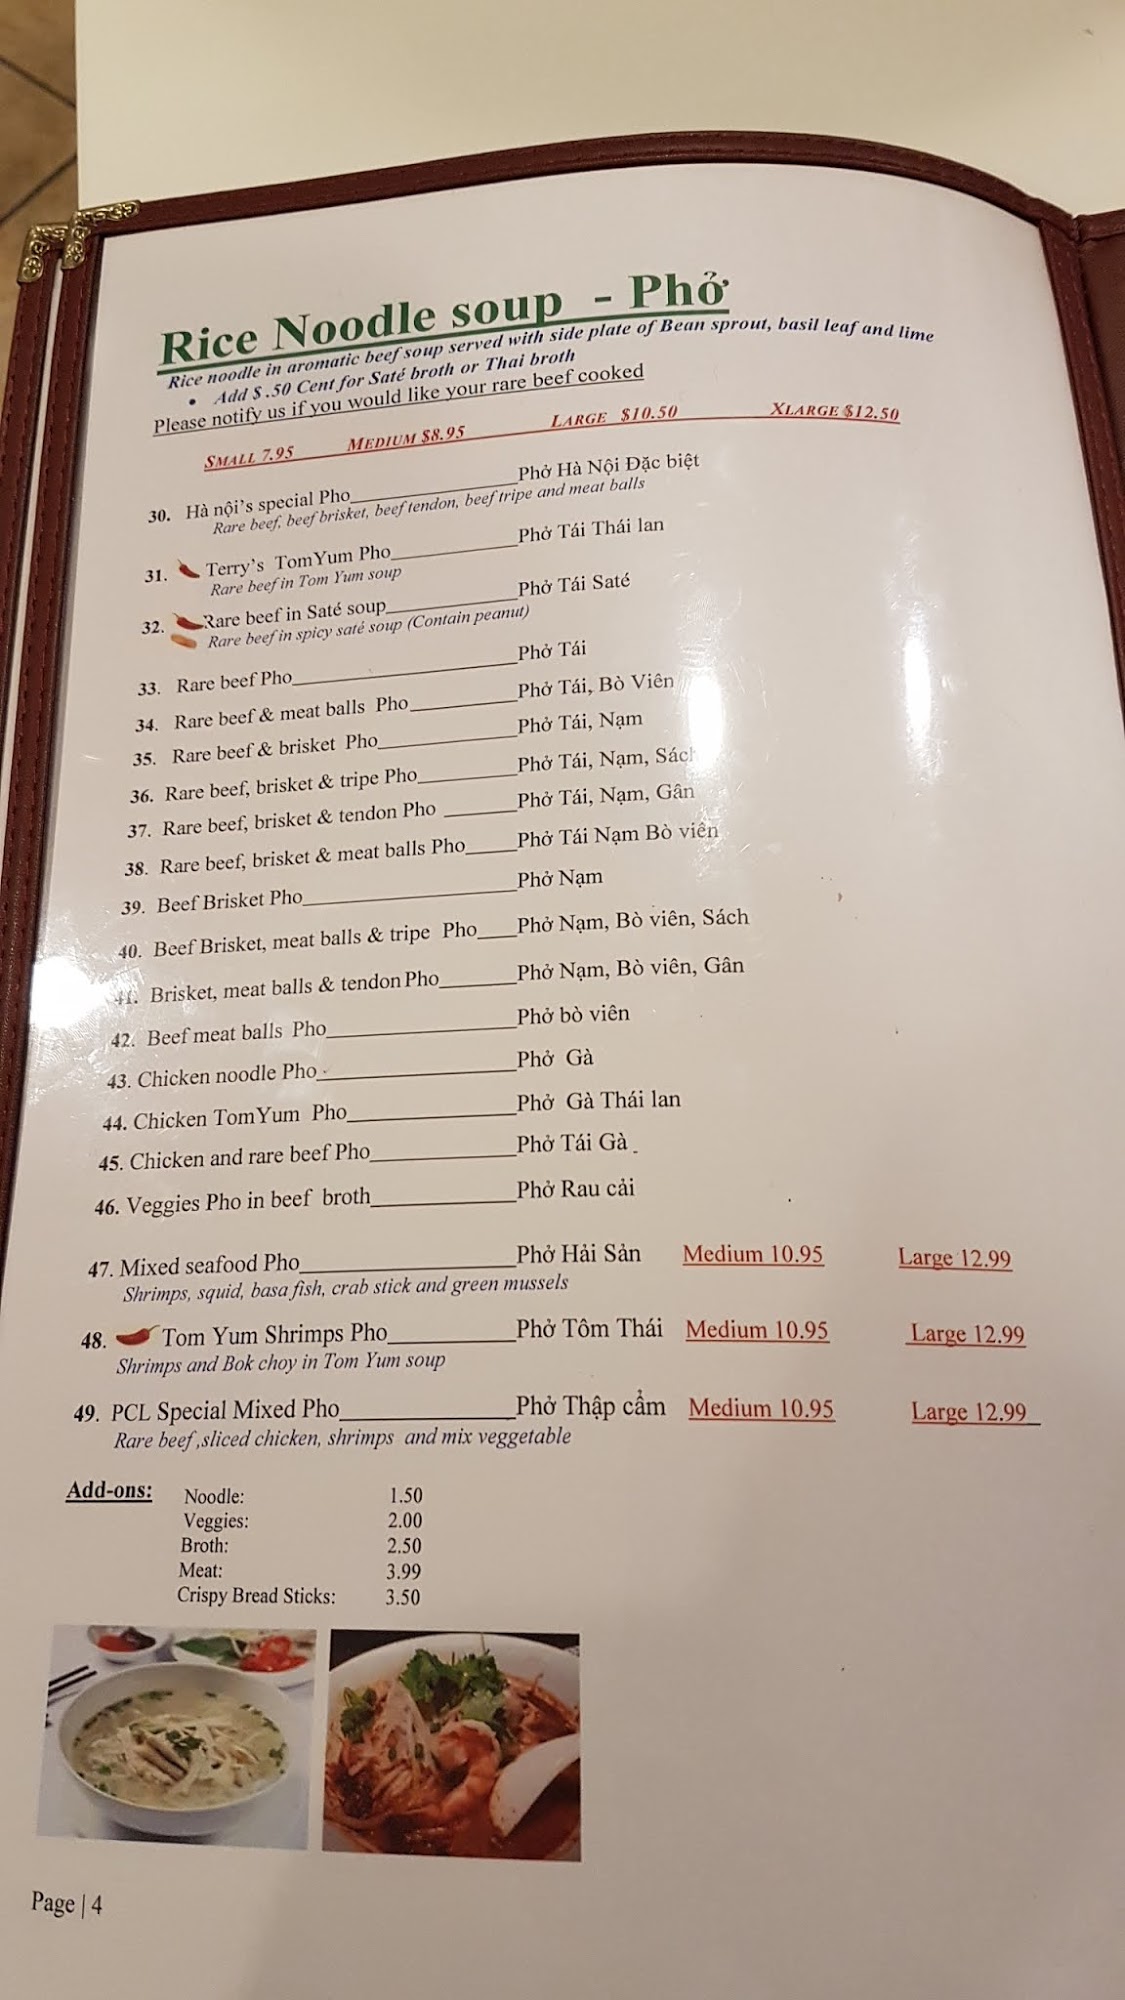 Rice Noodle soup - Phở
Rice noodle in aromatic beef soup served with side plate of Bean sprout, basil leaf and lime
• Add $ .50 Cent for Saté broth or Thai broth
Please notify us if you would like your rare beef cooked
SMALL 7.95 MEDIUM $8.95 LARGE $10.50 XLARGE $12.50
30. Hà nội's special Pho Phở Hà Nội Đặc biệt
Rare beef, beef brisket, beef tendon, beef tripe and meat balls
31. Terry's TomYum Pho Phở Tái Thái lan
Rare beef in Tom Yum soup
32. Rare beef in Saté soup Phở Tái Saté
Rare beef in spicy saté soup (Contain peanut)
33. Rare beef Pho Phở Tái
34. Rare beef & meat balls Pho Phở Tái, Bò Viên
35. Rare beef & brisket Pho Phở Tái, Nạm
36. Rare beef, brisket & tripe Pho Phở Tái, Nạm, Sách
37. Rare beef, brisket & tendon Pho Phở Tái, Nạm, Gân
38. Rare beef, brisket & meat balls Pho Phở Tái Nạm Bò viên
39. Beef Brisket Pho Phở Nạm
40. Beef Brisket, meat balls & tripe Pho Phở Nạm, Bò viên, Sách
41. Brisket, meat balls & tendon Pho Phở Nạm, Bò viên, Gân
42. Beef meat balls Pho Phở bò viên
43. Chicken noodle Pho Phở Gà
44. Chicken TomYum Pho Phở Gà Thái lan
45. Chicken and rare beef Pho Phở Tái Gà
46. Veggies Pho in beef broth Phở Rau cải
47. Mixed seafood Pho Phở Hải Sản Medium 10.95 Large 12.99
Shrimps, squid, basa fish, crab stick and green mussels
48. Tom Yum Shrimps Pho Phở Tôm Thái Medium 10.95 Large 12.99
Shrimps and Bok choy in Tom Yum soup
49. PCL Special Mixed Pho Phở Thập cẩm Medium 10.95 Large 12.99
Rare beef ,sliced chicken, shrimps and mix veggetable
Add-ons: Noodle: 1.50
Veggies: 2.00
Broth: 2.50
Meat: 3.99
Crispy Bread Sticks: 3.50
Page | 4